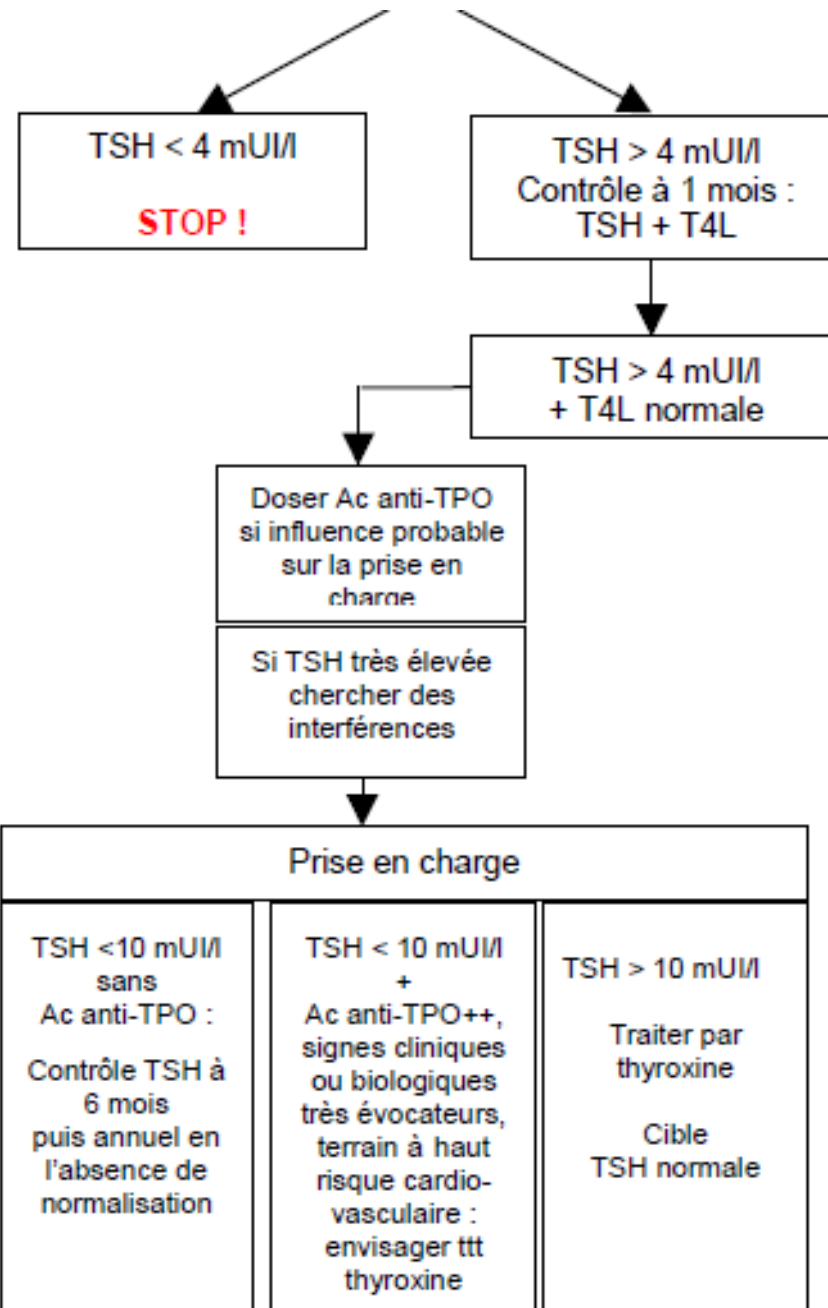 TSH < 4 mUI/l
STOP !
TSH > 4 mUI/l
Contrôle à 1 mois :
TSH + T4L
TSH > 4 mUI/l
+ T4L normale
Doser Ac anti-TPO
si influence probable
sur la prise en
charge
Si TSH très élevée
chercher des
interférences
Prise en charge
TSH <10 mUI/l
sans
Ac anti-TPO :
Contrôle TSH à
6 mois
puis annuel en
l'absence de
normalisation
TSH < 10 mUI/l
+
Ac anti-TPO++,
signes cliniques
ou biologiques
très évocateurs,
terrain à haut
risque cardio-
vasculaire :
envisager ttt
thyroxine
TSH > 10 mUI/l
Traiter par
thyroxine
Cible
TSH normale